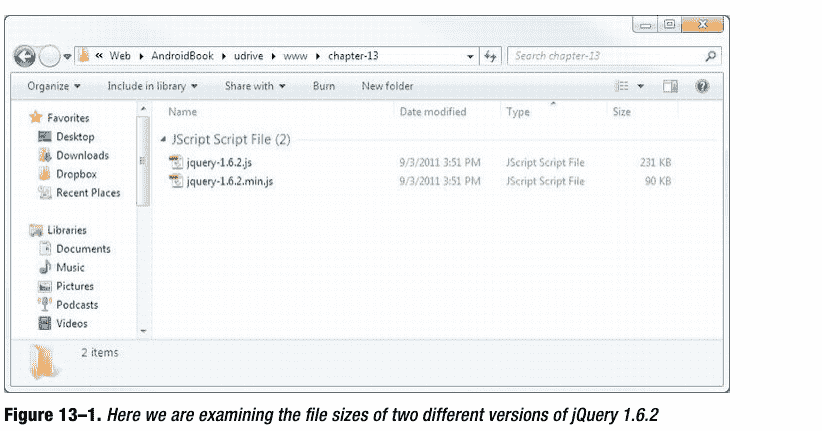 « Web ▸ AndroidBook ▸ udrive ▸ www ▸ chapter-13
Search chapter-13
Organize Include in library Share with Burn New folder
Favorites
Desktop
Downloads
Dropbox
Recent Places
Libraries
Documents
Music
Pictures
Podcasts
Videos
Name Date modified Type Size
JScript Script File (2)
jquery-1.6.2.js 9/3/2011 3:51 PM JScript Script File 231 KB
jquery-1.6.2.min.js 9/3/2011 3:51 PM JScript Script File 90 KB
2 items
Figure 13–1. Here we are examining the file sizes of two different versions of jQuery 1.6.2